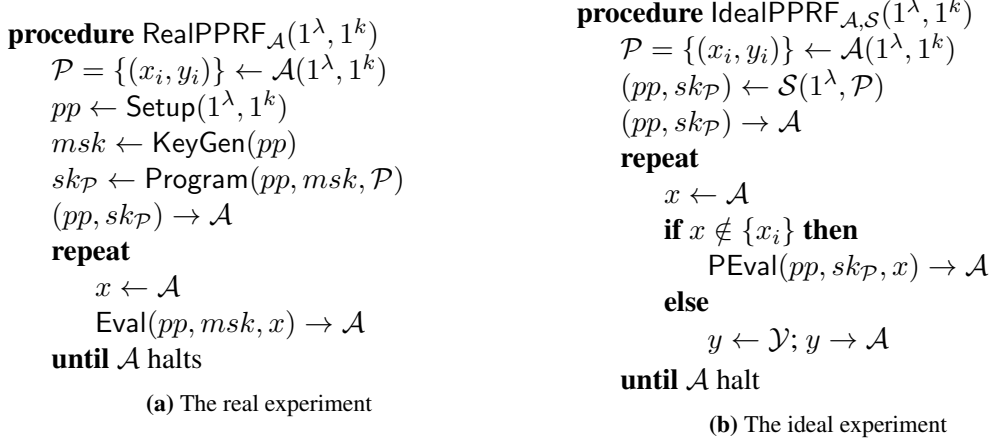 procedure RealPPRF_𝒜(1^λ, 1^k)
𝒫 = {(x_i, y_i)} ← 𝒜(1^λ, 1^k)
pp ← Setup(1^λ, 1^k)
msk ← KeyGen(pp)
sk_𝒫 ← Program(pp, msk, 𝒫)
(pp, sk_𝒫) → 𝒜
repeat
x ← 𝒜
Eval(pp, msk, x) → 𝒜
until 𝒜 halts
(a) The real experiment
procedure IdealPPRF_𝒜,𝒮(1^λ, 1^k)
𝒫 = {(x_i, y_i)} ← 𝒜(1^λ, 1^k)
(pp, sk_𝒫) ← 𝒮(1^λ, 𝒫)
(pp, sk_𝒫) → 𝒜
repeat
x ← 𝒜
if x ∉ {x_i} then
PEval(pp, sk_𝒫, x) → 𝒜
else
y ← 𝒴; y → 𝒜
until 𝒜 halt
(b) The ideal experiment